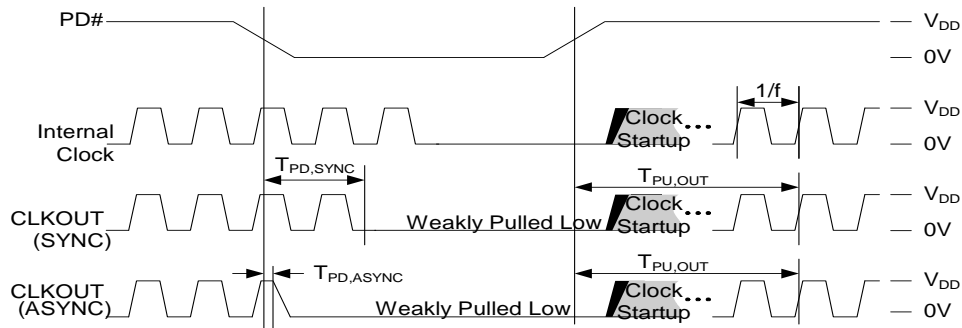 PD#
V_DD
0V
Internal
Clock
Clock
Startup
1/f
V_DD
0V
T_PD,SYNC
T_PU,OUT
CLKOUT
(SYNC)
Weakly Pulled Low
Clock
Startup
V_DD
0V
T_PD,ASYNC
T_PU,OUT
CLKOUT
(ASYNC)
Weakly Pulled Low
Clock
Startup
V_DD
0V